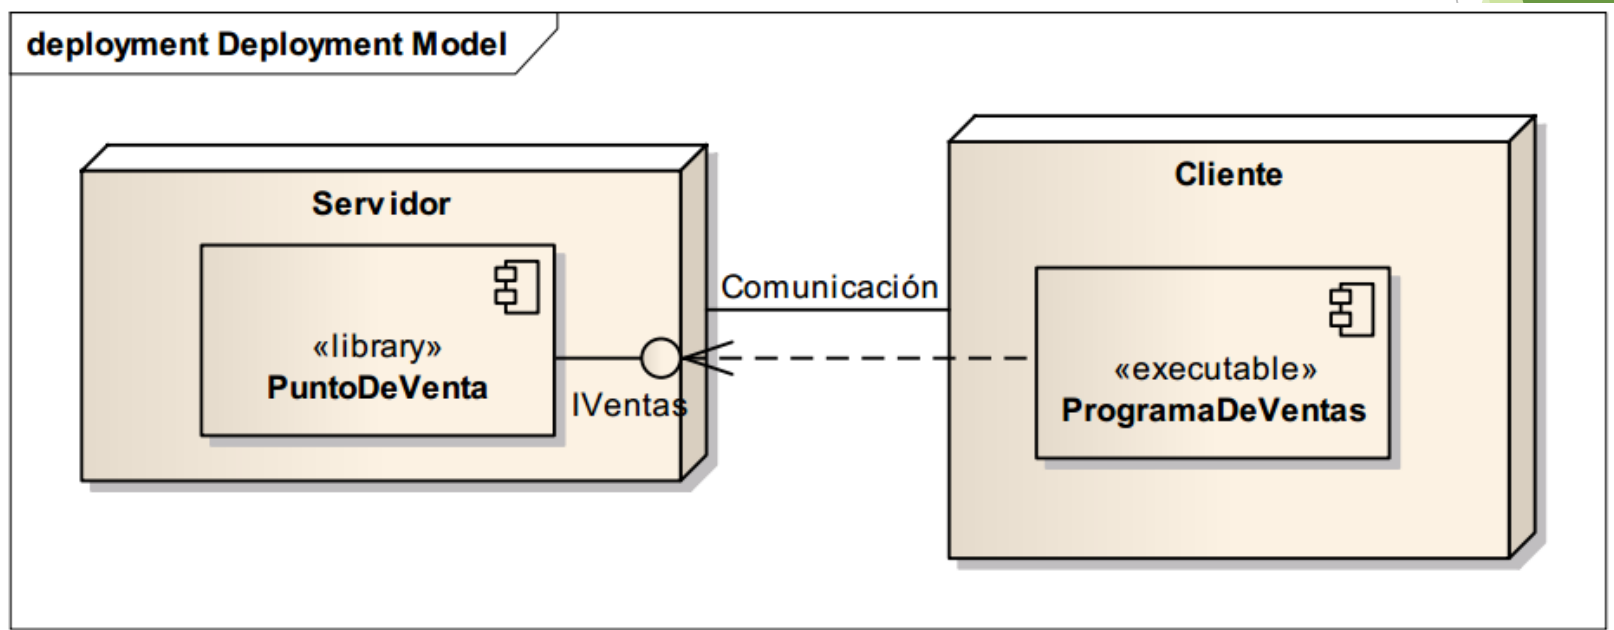 deployment Deployment Model
Servidor
«library»
PuntoDeVenta
IVentas
Comunicación
Cliente
«executable»
ProgramaDeVentas